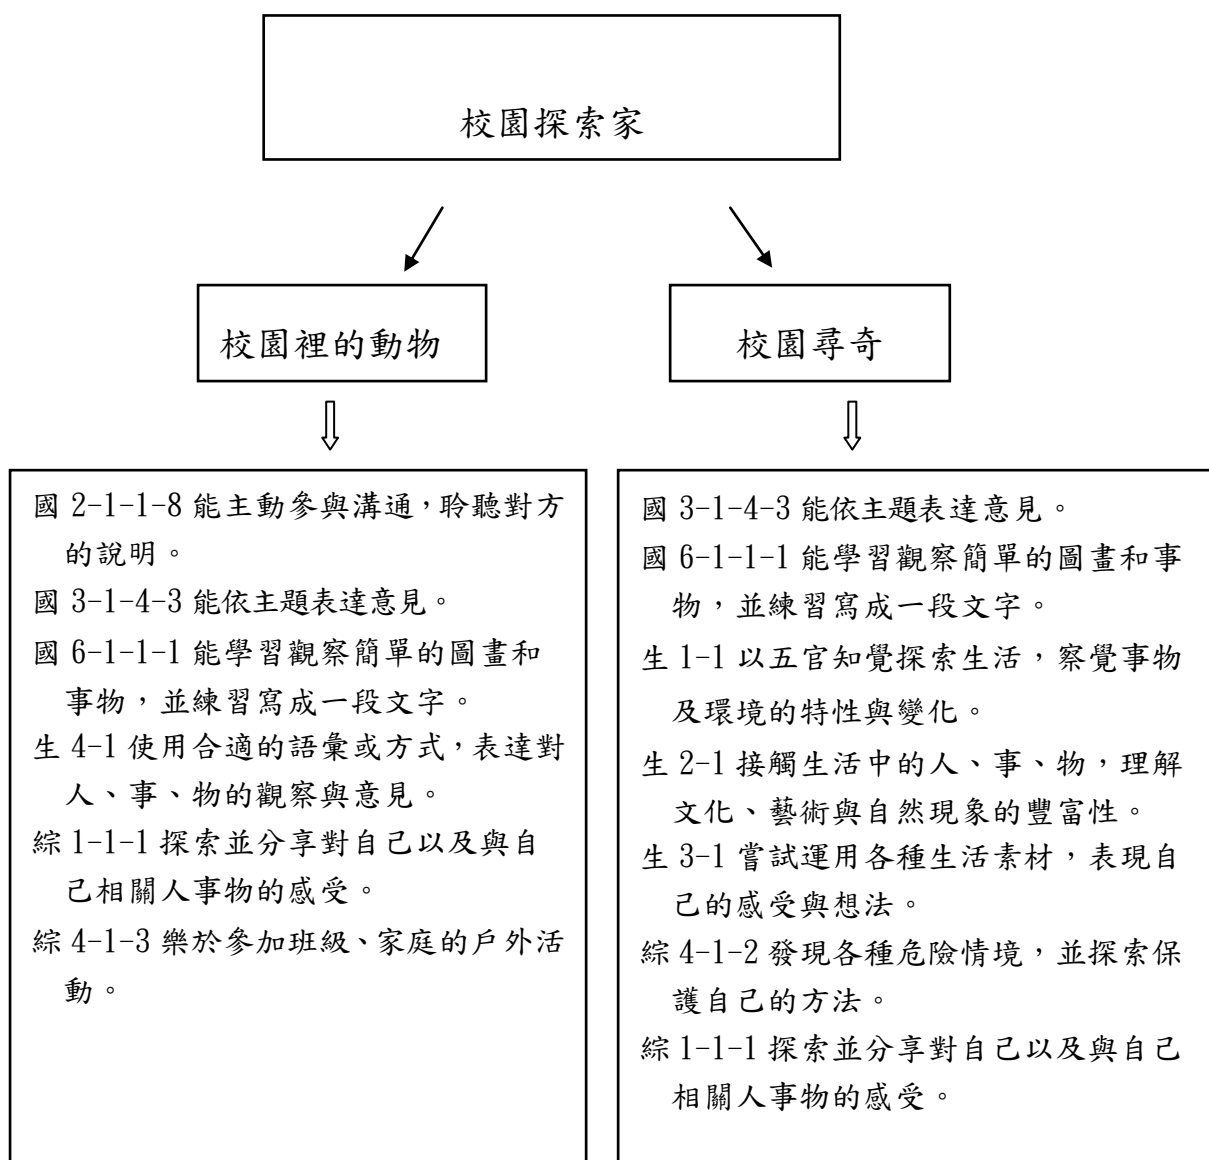 校園探索家
校園裡的動物
校園尋奇
國 2-1-1-8 能主動參與溝通，聆聽對方
的說明。
國 3-1-4-3 能依主題表達意見。
國 6-1-1-1 能學習觀察簡單的圖畫和
事物，並練習寫成一段文字。
生 4-1 使用合適的語彙或方式，表達對
人、事、物的觀察與意見。
綜 1-1-1 探索並分享對自己以及與自
己相關人事物的感受。
綜 4-1-3 樂於參加班級、家庭的戶外活
動。
國 3-1-4-3 能依主題表達意見。
國 6-1-1-1 能學習觀察簡單的圖畫和事
物，並練習寫成一段文字。
生 1-1 以五官知覺探索生活，察覺事物
及環境的特性與變化。
生 2-1 接觸生活中的人、事、物，理解
文化、藝術與自然現象的豐富性。
生 3-1 嘗試運用各種生活素材，表現自
己的感受與想法。
綜 4-1-2 發現各種危險情境，並探索保
護自己的方法。
綜 1-1-1 探索並分享對自己以及與自己
相關人事物的感受。